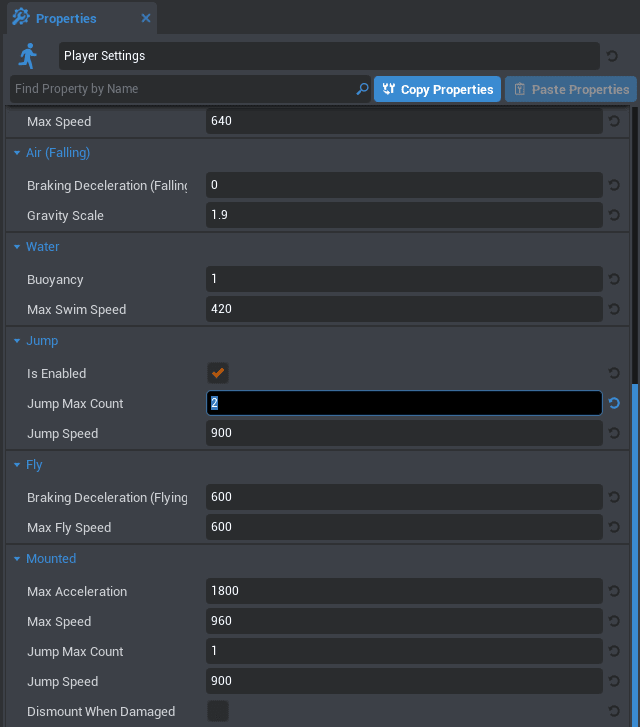 Properties
Player Settings
Find Property by Name
Copy Properties
Paste Properties
Max Speed 640
Air (Falling)
Braking Deceleration (Falling 0
Gravity Scale 1.9
Water
Buoyancy 1
Max Swim Speed 420
Jump
Is Enabled
Jump Max Count 2
Jump Speed 900
Fly
Braking Deceleration (Flying 600
Max Fly Speed 600
Mounted
Max Acceleration 1800
Max Speed 960
Jump Max Count 1
Jump Speed 900
Dismount When Damaged